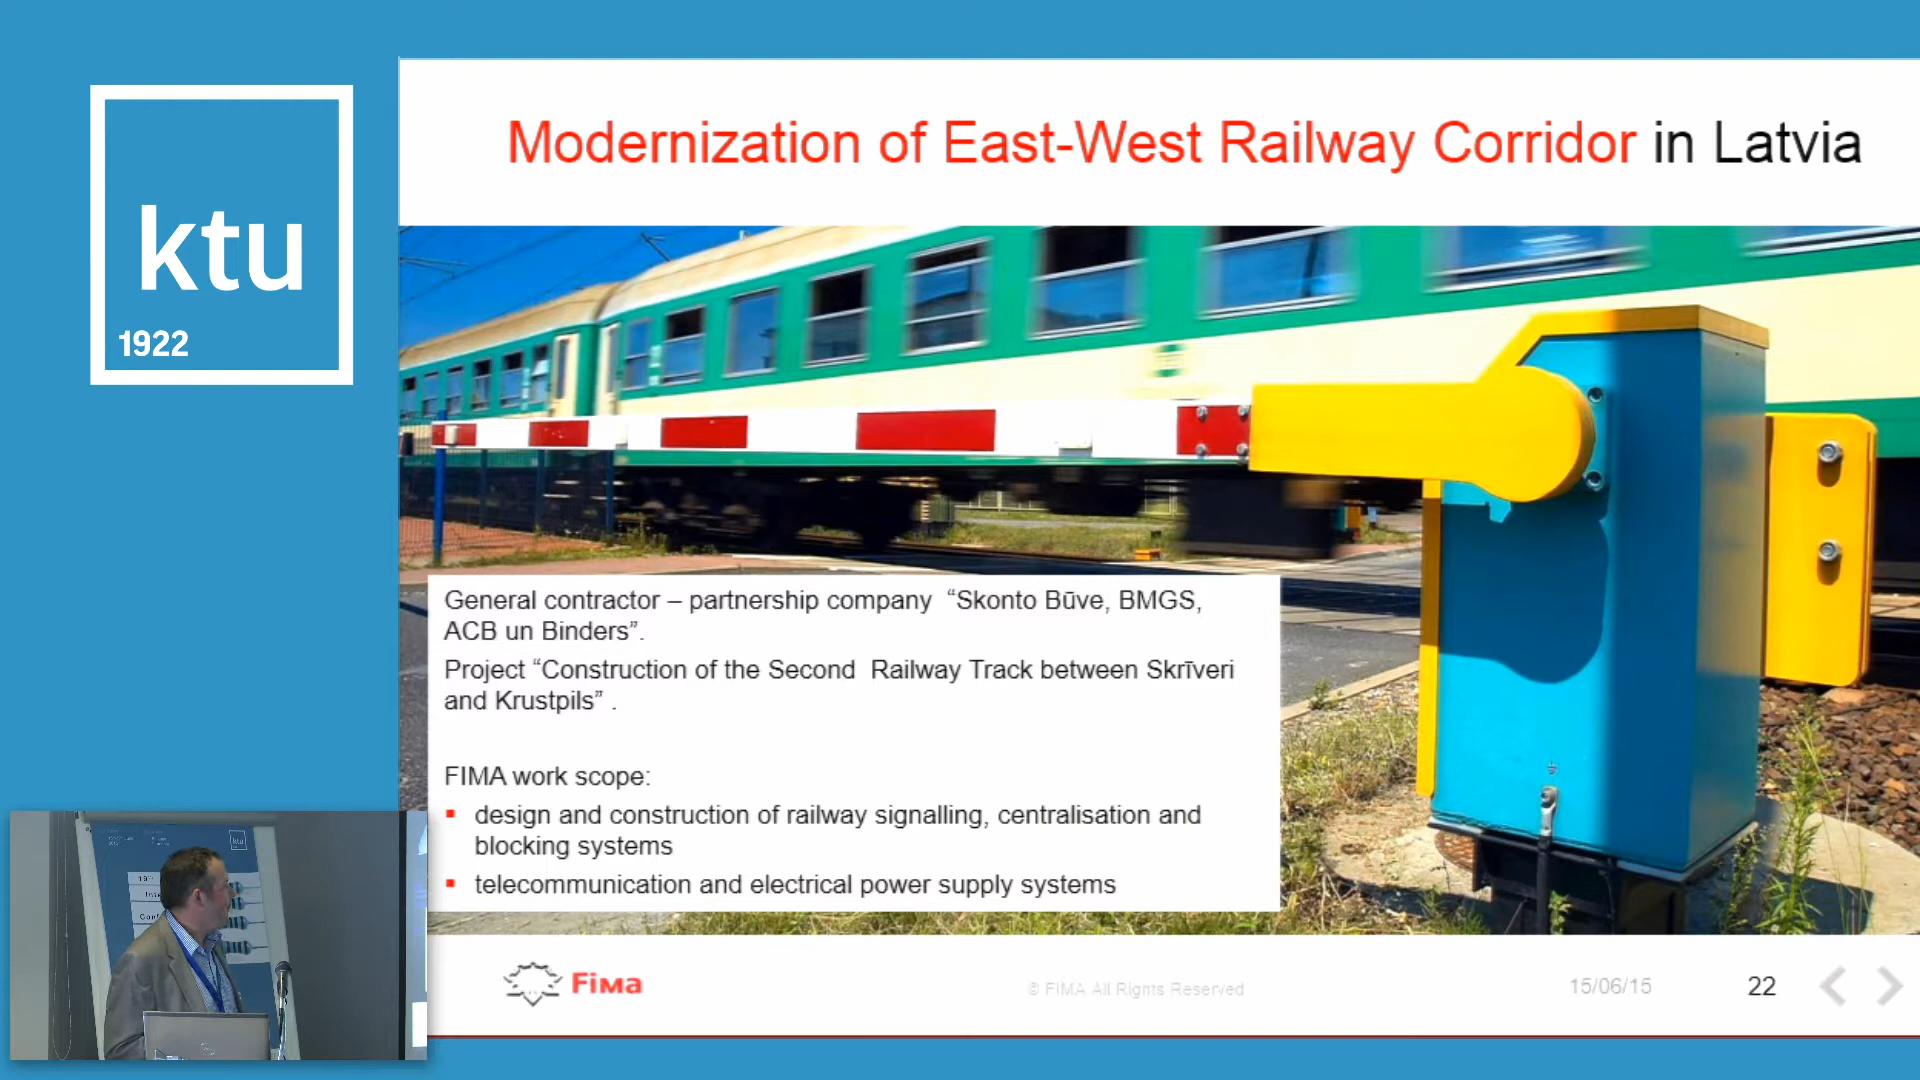 ktu
1922
Modernization of East-West Railway Corridor in Latvia
General contractor – partnership company “Skonto Būve, BMGS,
ACB un Binders”.
Project “Construction of the Second Railway Track between Skrīveri
and Krustpils” .
FIMA work scope:
▪ design and construction of railway signalling, centralisation and
blocking systems
▪ telecommunication and electrical power supply systems
Fima
© FIMA All Rights Reserved
15/06/15
22
ktu